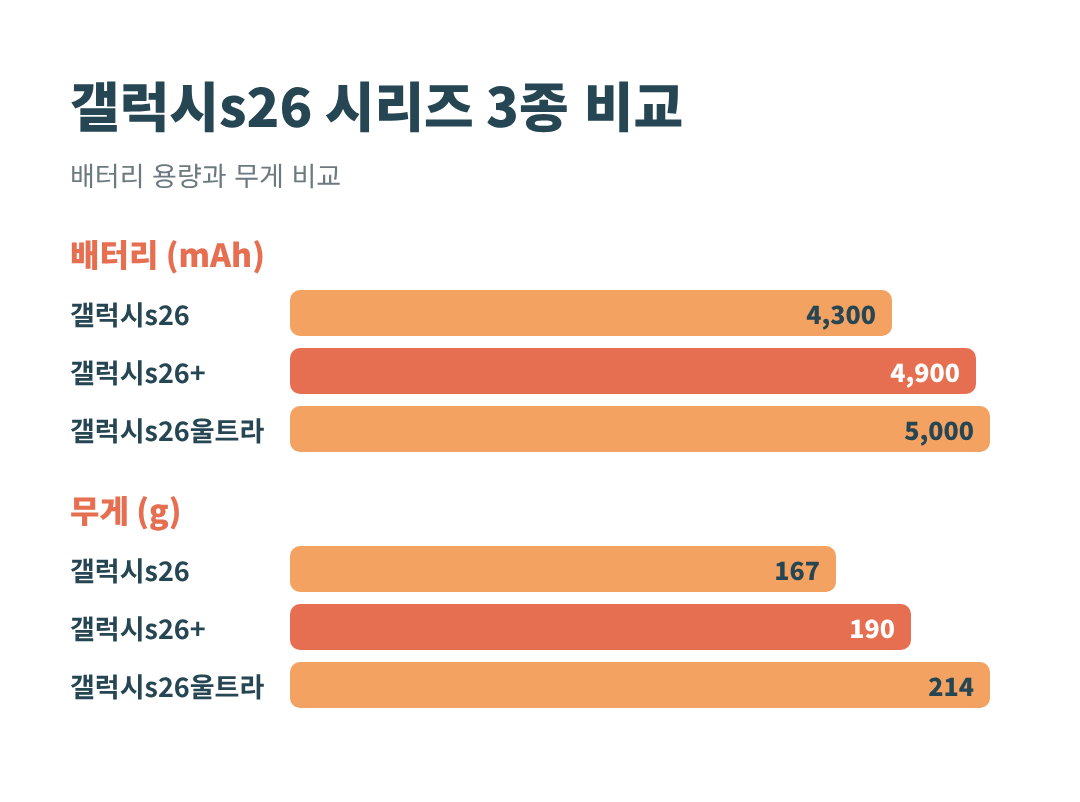 갤럭시s26 시리즈 3종 비교
배터리 용량과 무게 비교
배터리 (mAh)
갤럭시s26 4,300
갤럭시s26+ 4,900
갤럭시s26울트라 5,000
무게 (g)
갤럭시s26 167
갤럭시s26+ 190
갤럭시s26울트라 214